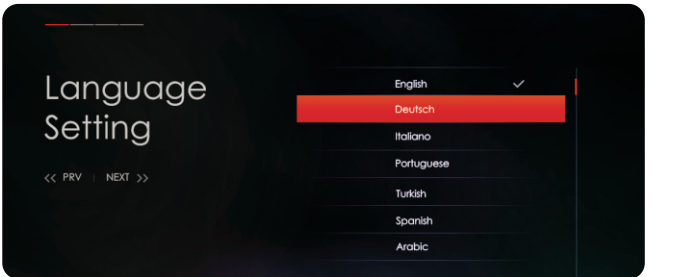 Language
Setting
<< PRV | NEXT >>
English
Deutsch
Italiano
Portuguese
Turkish
Spanish
Arabic